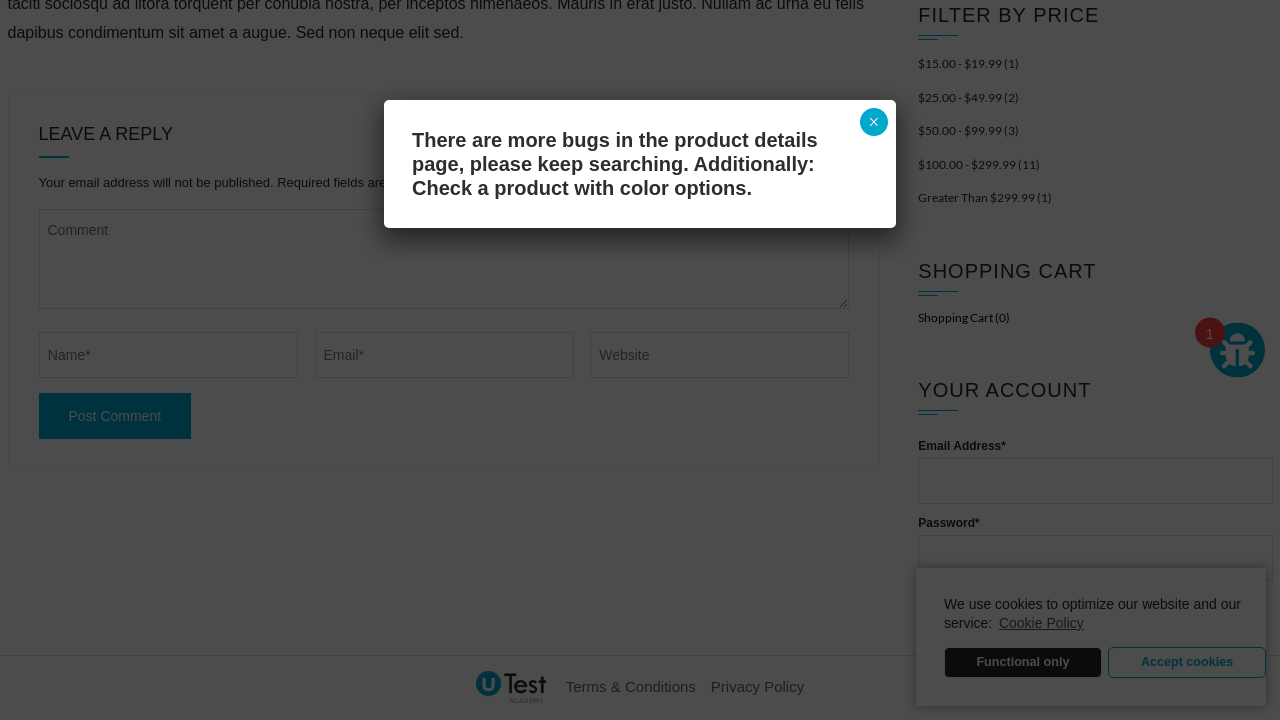 taciti sociosqu ad litora torquent per conubia nostra, per inceptos himenaeos. Mauris in erat justo. Nullam ac urna eu felis
dapibus condimentum sit amet a augue. Sed non neque elit sed.
LEAVE A REPLY
Your email address will not be published. Required fields are
Comment
Name*
Email*
Website
Post Comment
There are more bugs in the product details
page, please keep searching. Additionally:
Check a product with color options.
×
FILTER BY PRICE
$15.00 - $19.99 (1)
$25.00 - $49.99 (2)
$50.00 - $99.99 (3)
$100.00 - $299.99 (11)
Greater Than $299.99 (1)
SHOPPING CART
Shopping Cart (0)
1
YOUR ACCOUNT
Email Address*
Password*
We use cookies to optimize our website and our
service: Cookie Policy
Functional only
Accept cookies
uTest
ACADEMY
Terms & Conditions
Privacy Policy